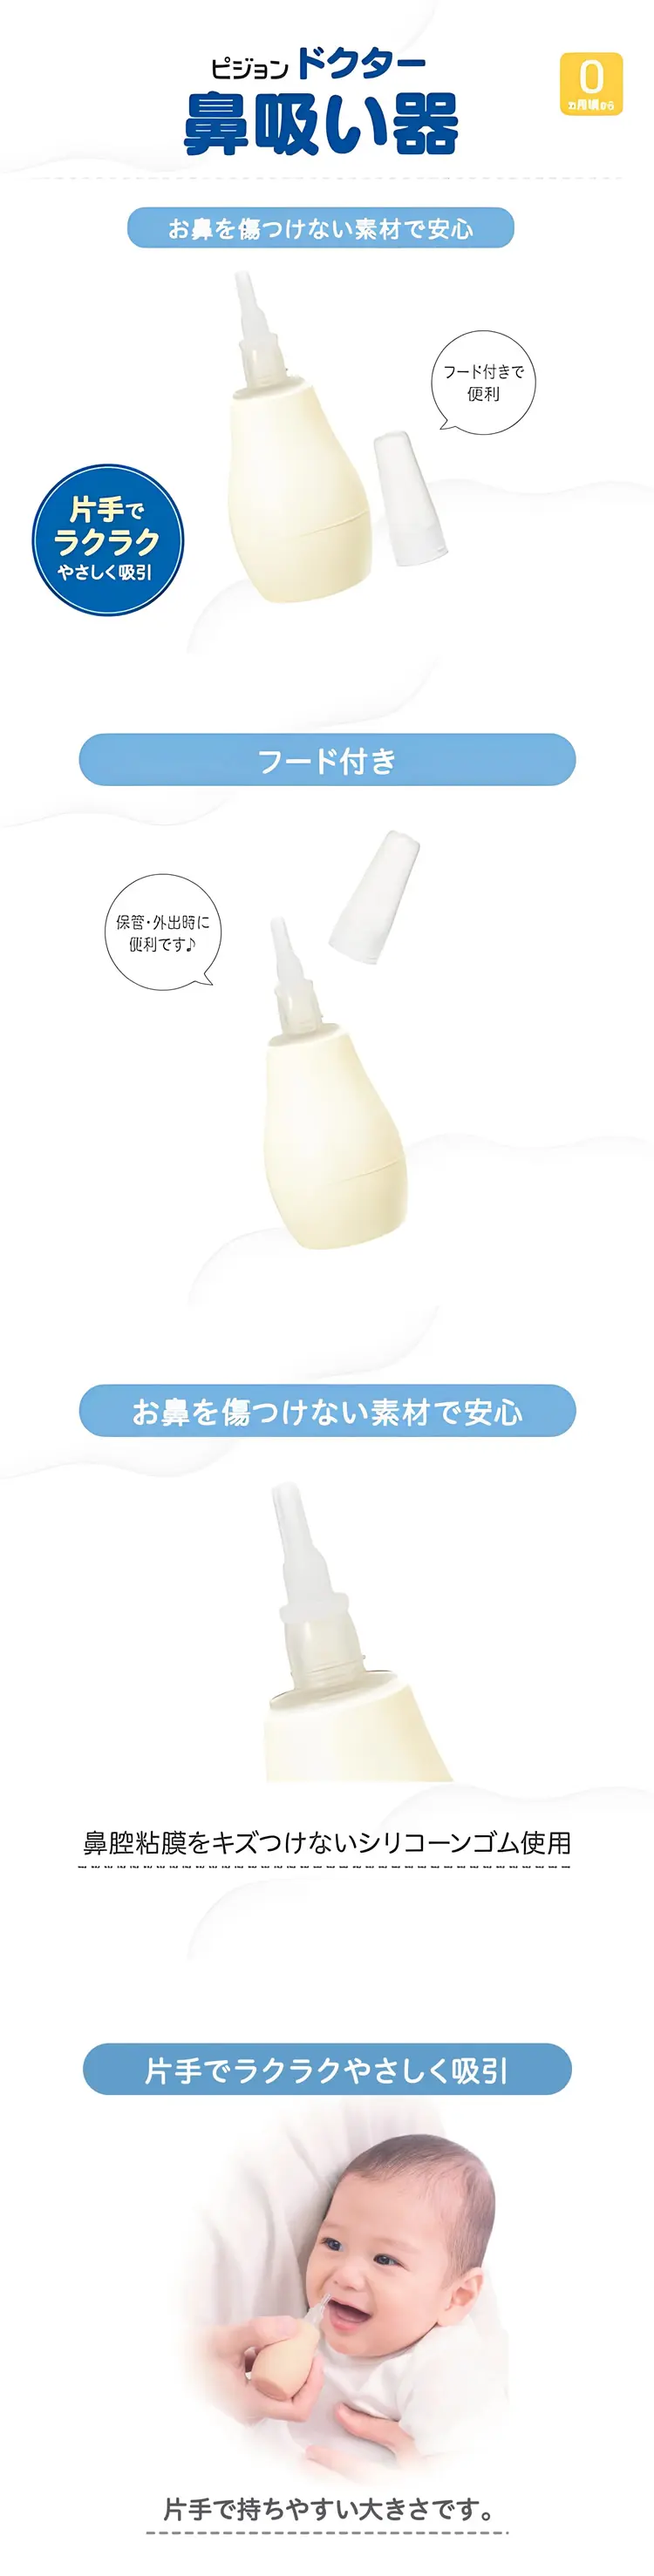 ピジョン ドクター
鼻吸い器
0
ヵ月頃から
お鼻を傷つけない素材で安心
フード付きで
便利
片手で
ラクラク
やさしく吸引
フード付き
保管・外出時に
便利です♪
お鼻を傷つけない素材で安心
鼻腔粘膜をキズつけないシリコーンゴム使用
片手でラクラクやさしく吸引
片手で持ちやすい大きさです。